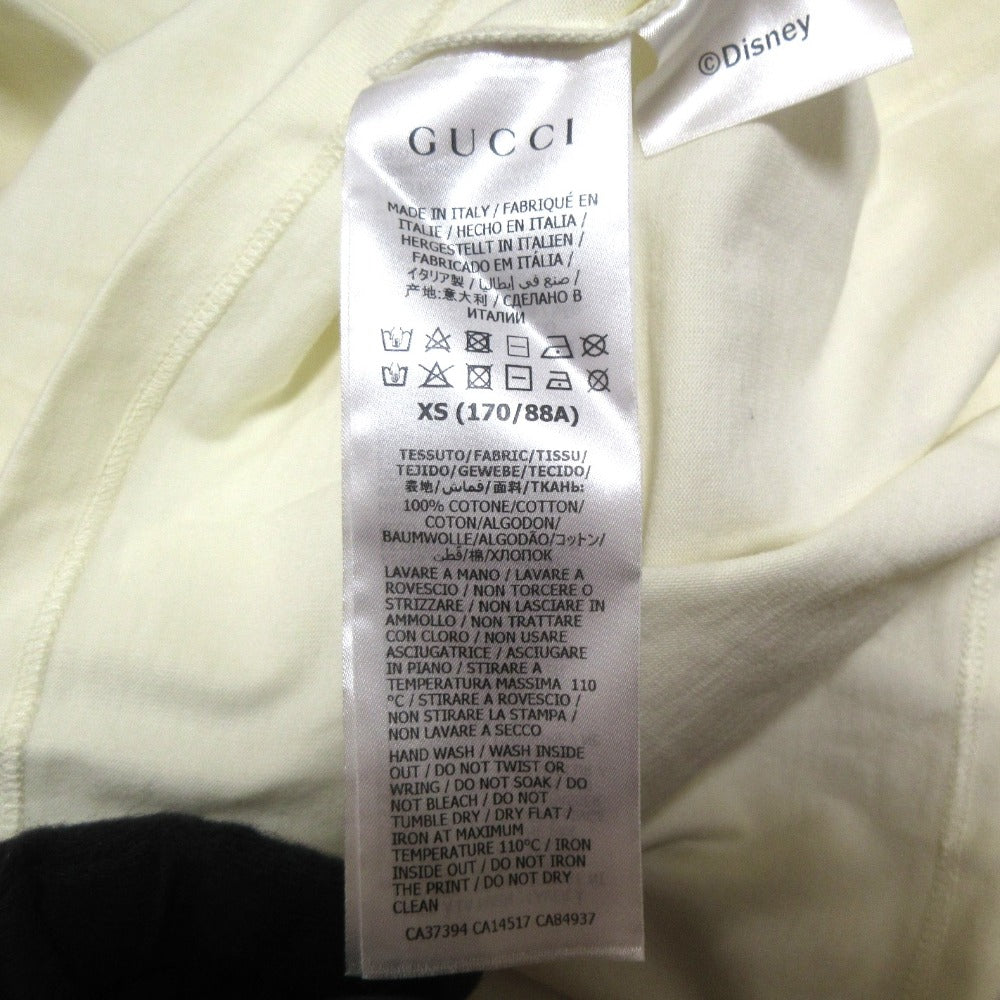 ©Disney
GUCCI
MADE IN ITALY / FABRIQUÉ EN
ITALIE / HECHO EN ITALIA /
HERGESTELLT IN ITALIEN /
FABRICADO EM ITÁLIA /
イタリア製 / صنع في إيطاليا /
产地:意大利 / СДЕЛАНО В
ИТАЛИИ
XS (170/88A)
TESSUTO/FABRIC/TISSU/
TEJIDO/GEWEBE/TECIDO/
表地/قماش/面料/ТКАНЬ:
100% COTONE/COTTON/
COTON/ALGODON/
BAUMWOLLE/ALGODÃO/コットン/
قُطن/棉/ХЛОПОК
LAVARE A MANO / LAVARE A
ROVESCIO / NON TORCERE O
STRIZZARE / NON LASCIARE IN
AMMOLLO / NON TRATTARE
CON CLORO / NON USARE
ASCIUGATRICE / ASCIUGARE
IN PIANO / STIRARE A
TEMPERATURA MASSIMA 110
°C / STIRARE A ROVESCIO /
NON STIRARE LA STAMPA /
NON LAVARE A SECCO
HAND WASH / WASH INSIDE
OUT / DO NOT TWIST OR
WRING / DO NOT SOAK / DO
NOT BLEACH / DO NOT
TUMBLE DRY / DRY FLAT /
IRON AT MAXIMUM
TEMPERATURE 110°C / IRON
INSIDE OUT / DO NOT IRON
THE PRINT / DO NOT DRY
CLEAN
CA37394 CA14517 CA84937